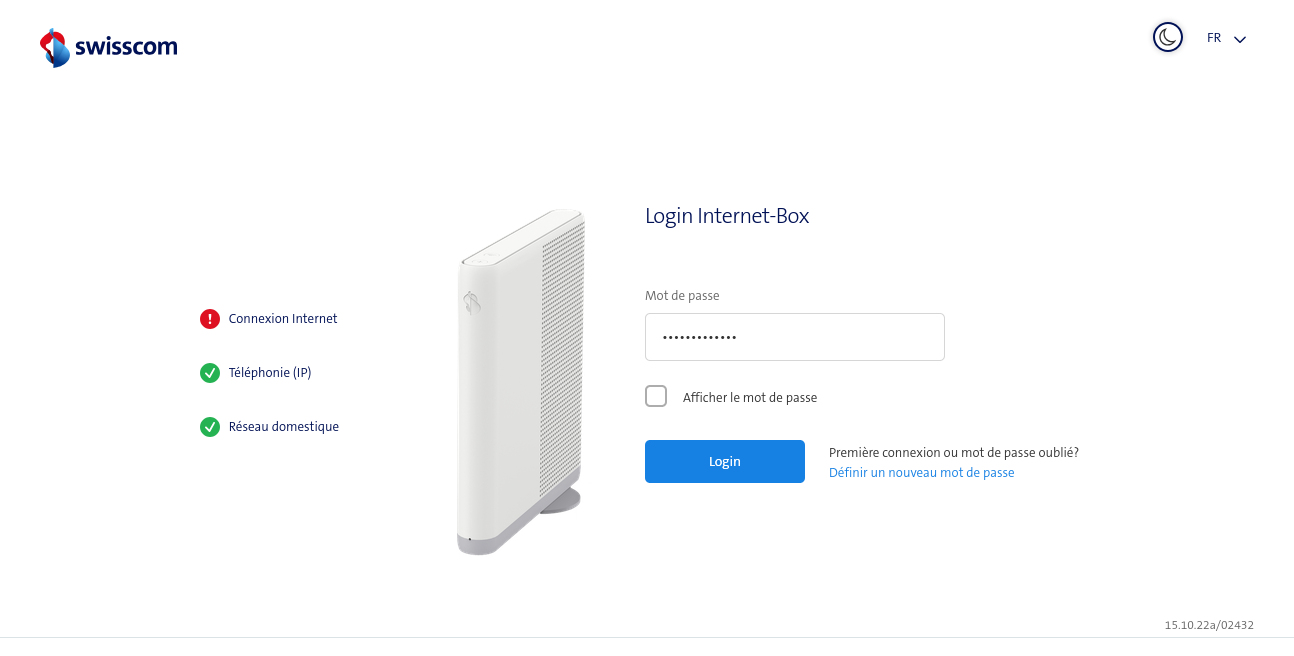 swisscom
FR
Login Internet-Box
Mot de passe
•••••••••••••
Afficher le mot de passe
Login
Première connexion ou mot de passe oublié?
Définir un nouveau mot de passe
Connexion Internet
Téléphonie (IP)
Réseau domestique
15.10.22a/02432